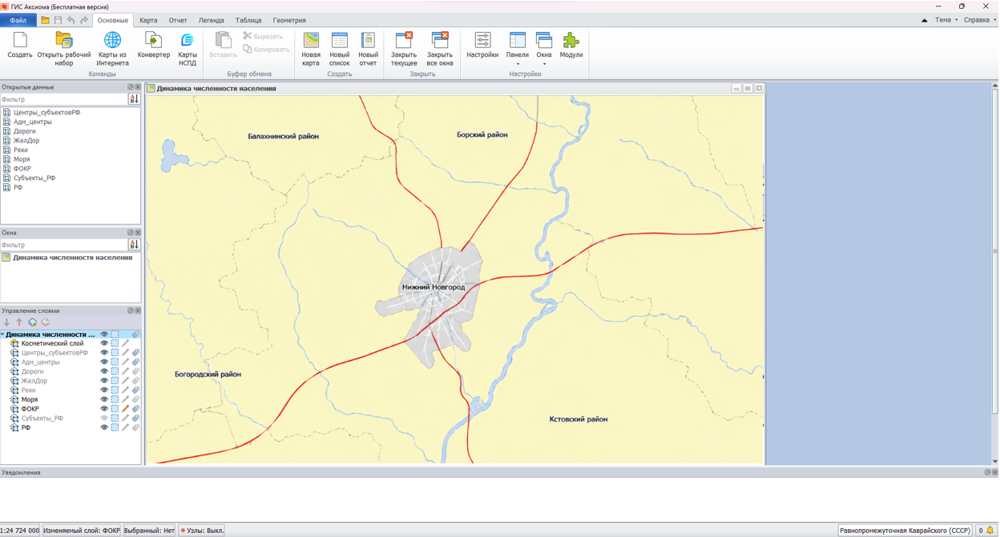 ГИС Аксиома (Бесплатная версия)
Файл Основные Карта Отчет Легенда Таблица Геометрия Тема Справка
Создать Открыть рабочий набор Карты из Интернета Конвертер Карты НСПД
Команды
Вставить Вырезать Копировать
Буфер обмена
Новая карта Новый список Новый отчет
Создать
Закрыть текущее Закрыть все окна
Закрыть
Настройки Панели Окна Модули
Настройки
Открытые данные
Фильтр
Центры_субъектовРФ
Адм_центры
Дороги
ЖелДор
Реки
Моря
ФОКР
Субъекты_РФ
РФ
Окна
Фильтр
Динамика численности населения
Управление слоями
Динамика численности ...
Косметический слой
Центры_субъектовРФ
Адм_центры
Дороги
ЖелДор
Реки
Моря
ФОКР
Субъекты_РФ
РФ
Динамика численности населения
Балахнинский район
Борский район
Нижний Новгород
Богородский район
Кстовский район
Уведомления
1:24 724 000 Изменяемый слой: ФОКР Выбранный: Нет Узлы: Выкл. Равнопромежуточная Каврайского (СССР) 0